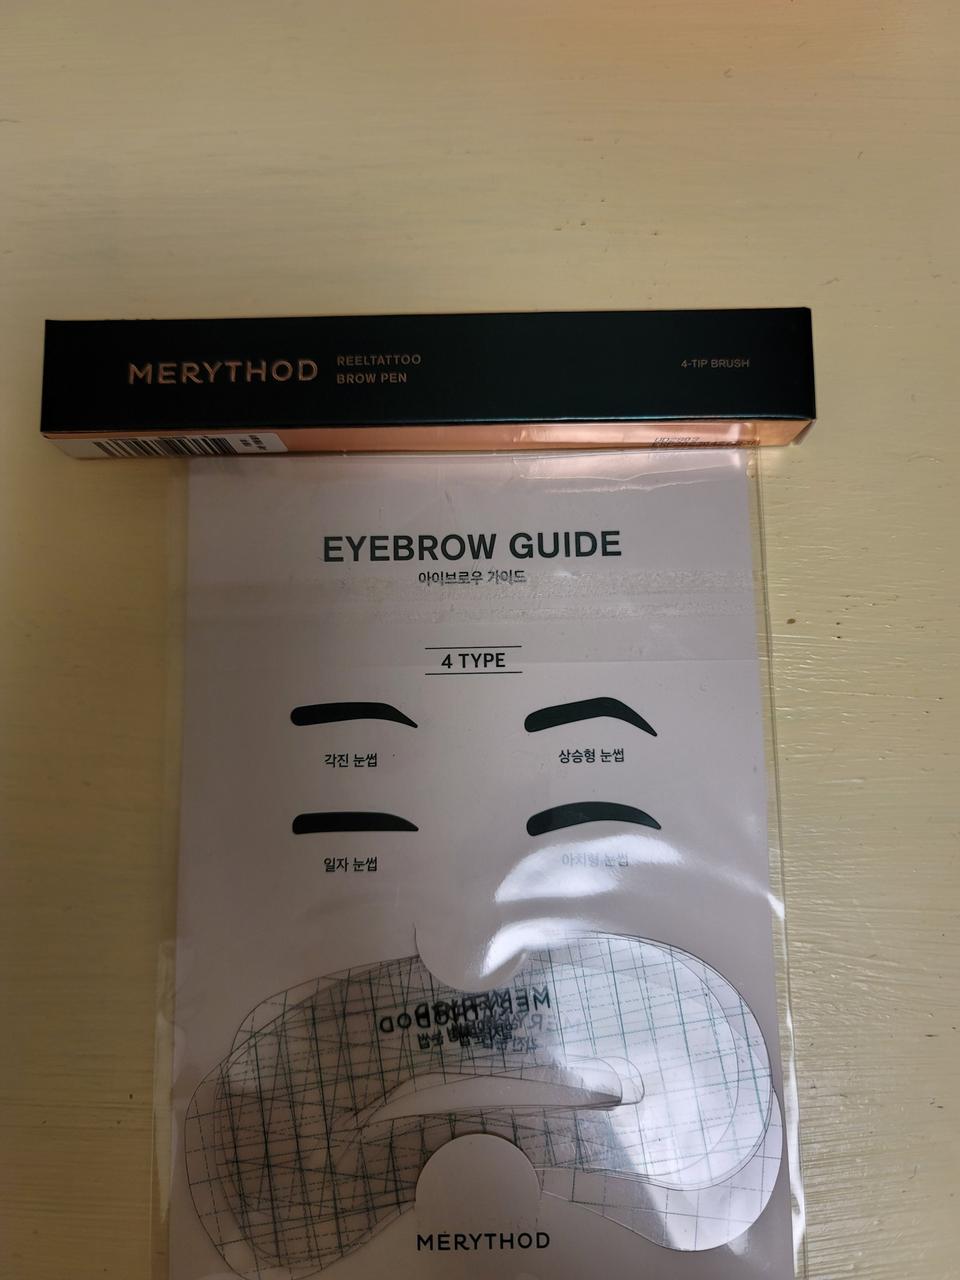 MERYTHOD
REELTATTOO
BROW PEN
4-TIP BRUSH
EYEBROW GUIDE
아이브로우 가이드
4 TYPE
각진 눈썹
상승형 눈썹
일자 눈썹
아치형 눈썹
MERYTHOD
MERYTHOD